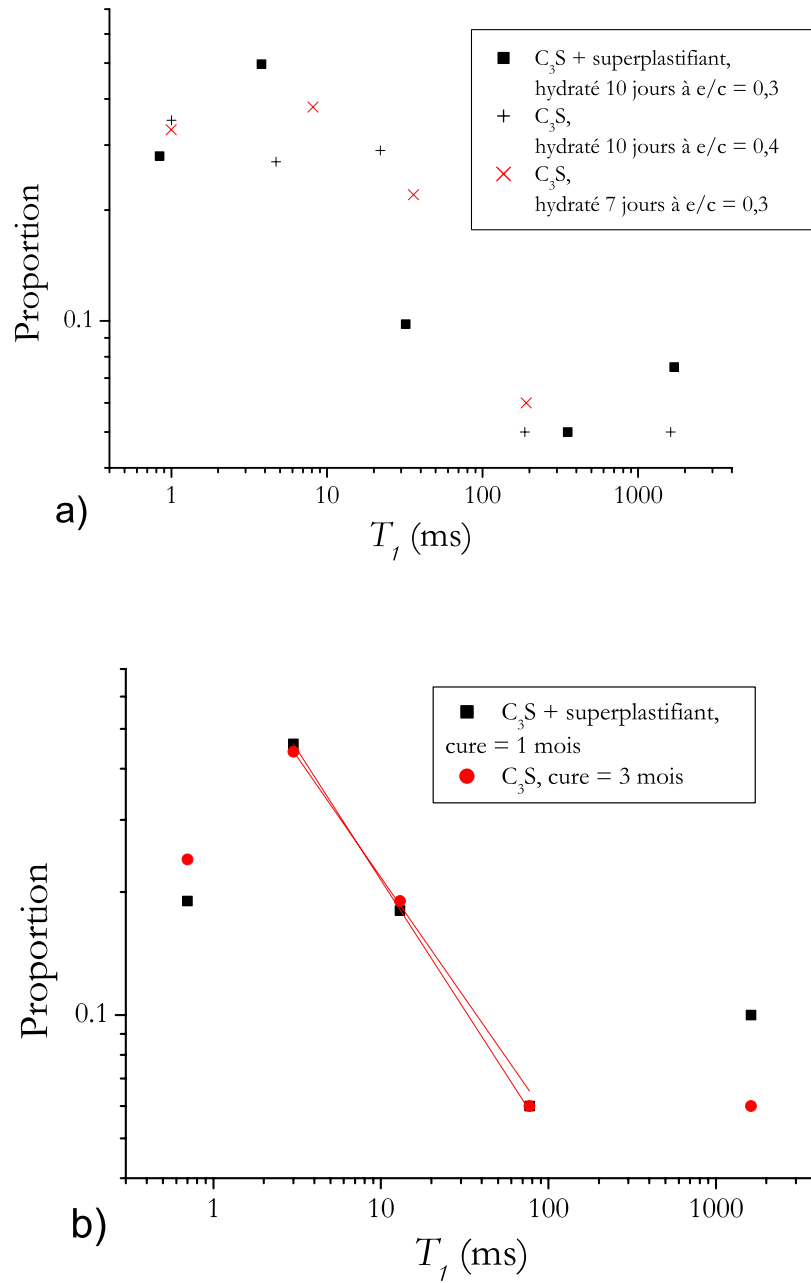 C3S + superplastifiant,
hydraté 10 jours à e/c = 0,3
C3S,
hydraté 10 jours à e/c = 0,4
C3S,
hydraté 7 jours à e/c = 0,3
Proportion
0.1
1 10 100 1000
a)
T1 (ms)
C3S + superplastifiant,
cure = 1 mois
C3S, cure = 3 mois
Proportion
0.1
1 10 100 1000
b)
T1 (ms)